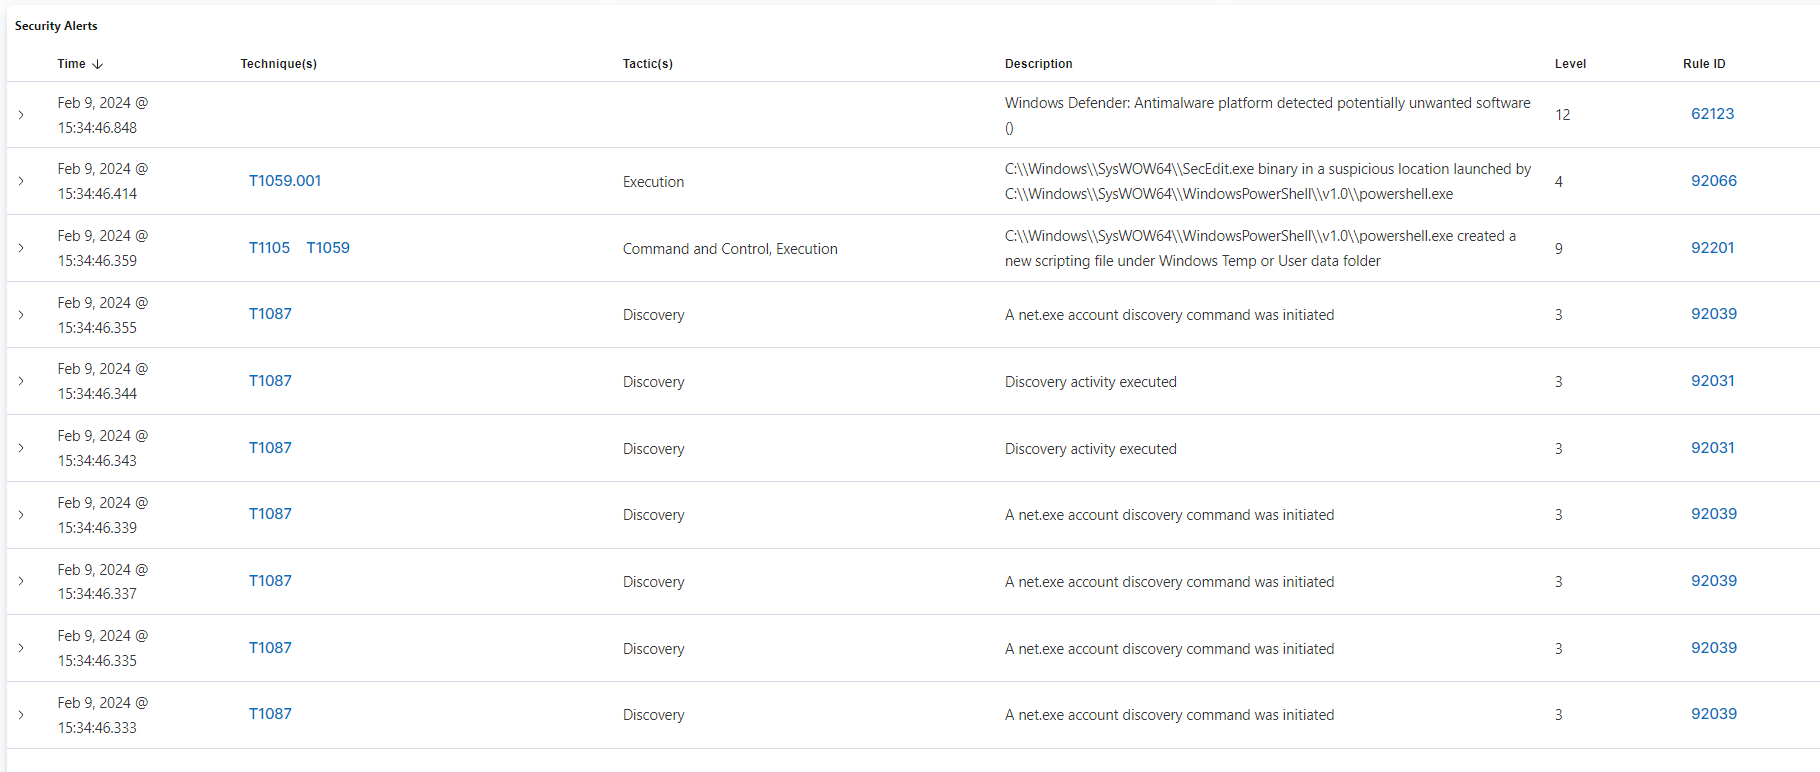 Security Alerts
Time Technique(s) Tactic(s) Description Level Rule ID
Feb 9, 2024 @
15:34:46.848
Windows Defender: Antimalware platform detected potentially unwanted software
()
12 62123
Feb 9, 2024 @
15:34:46.414
T1059.001 Execution
C:\\Windows\\SysWOW64\\SecEdit.exe binary in a suspicious location launched by
C:\\Windows\\SysWOW64\\WindowsPowerShell\\v1.0\\powershell.exe
4 92066
Feb 9, 2024 @
15:34:46.359
T1105 T1059 Command and Control, Execution
C:\\Windows\\SysWOW64\\WindowsPowerShell\\v1.0\\powershell.exe created a
new scripting file under Windows Temp or User data folder
9 92201
Feb 9, 2024 @
15:34:46.355
T1087 Discovery A net.exe account discovery command was initiated 3 92039
Feb 9, 2024 @
15:34:46.344
T1087 Discovery Discovery activity executed 3 92031
Feb 9, 2024 @
15:34:46.343
T1087 Discovery Discovery activity executed 3 92031
Feb 9, 2024 @
15:34:46.339
T1087 Discovery A net.exe account discovery command was initiated 3 92039
Feb 9, 2024 @
15:34:46.337
T1087 Discovery A net.exe account discovery command was initiated 3 92039
Feb 9, 2024 @
15:34:46.335
T1087 Discovery A net.exe account discovery command was initiated 3 92039
Feb 9, 2024 @
15:34:46.333
T1087 Discovery A net.exe account discovery command was initiated 3 92039